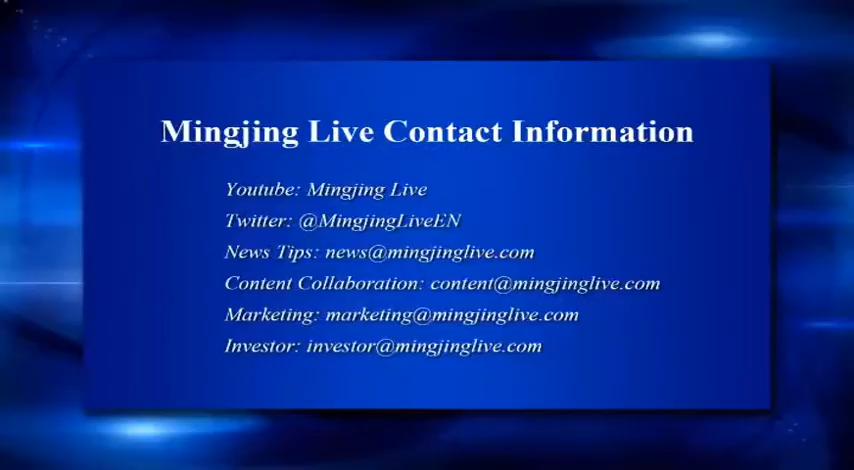 Mingjing Live Contact Information
Youtube: Mingjing Live
Twitter: @MingjingLiveEN
News Tips: news@mingjinglive.com
Content Collaboration: content@mingjinglive.com
Marketing: marketing@mingjinglive.com
Investor: investor@mingjinglive.com